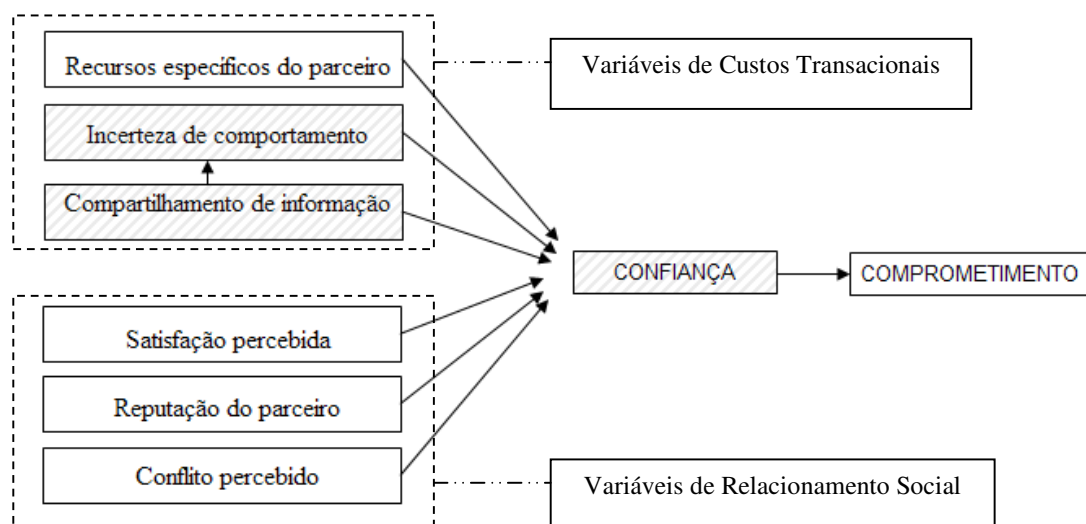 Recursos específicos do parceiro
Incerteza de comportamento
Compartilhamento de informação
Variáveis de Custos Transacionais
CONFIANÇA
COMPROMETIMENTO
Satisfação percebida
Reputação do parceiro
Conflito percebido
Variáveis de Relacionamento Social